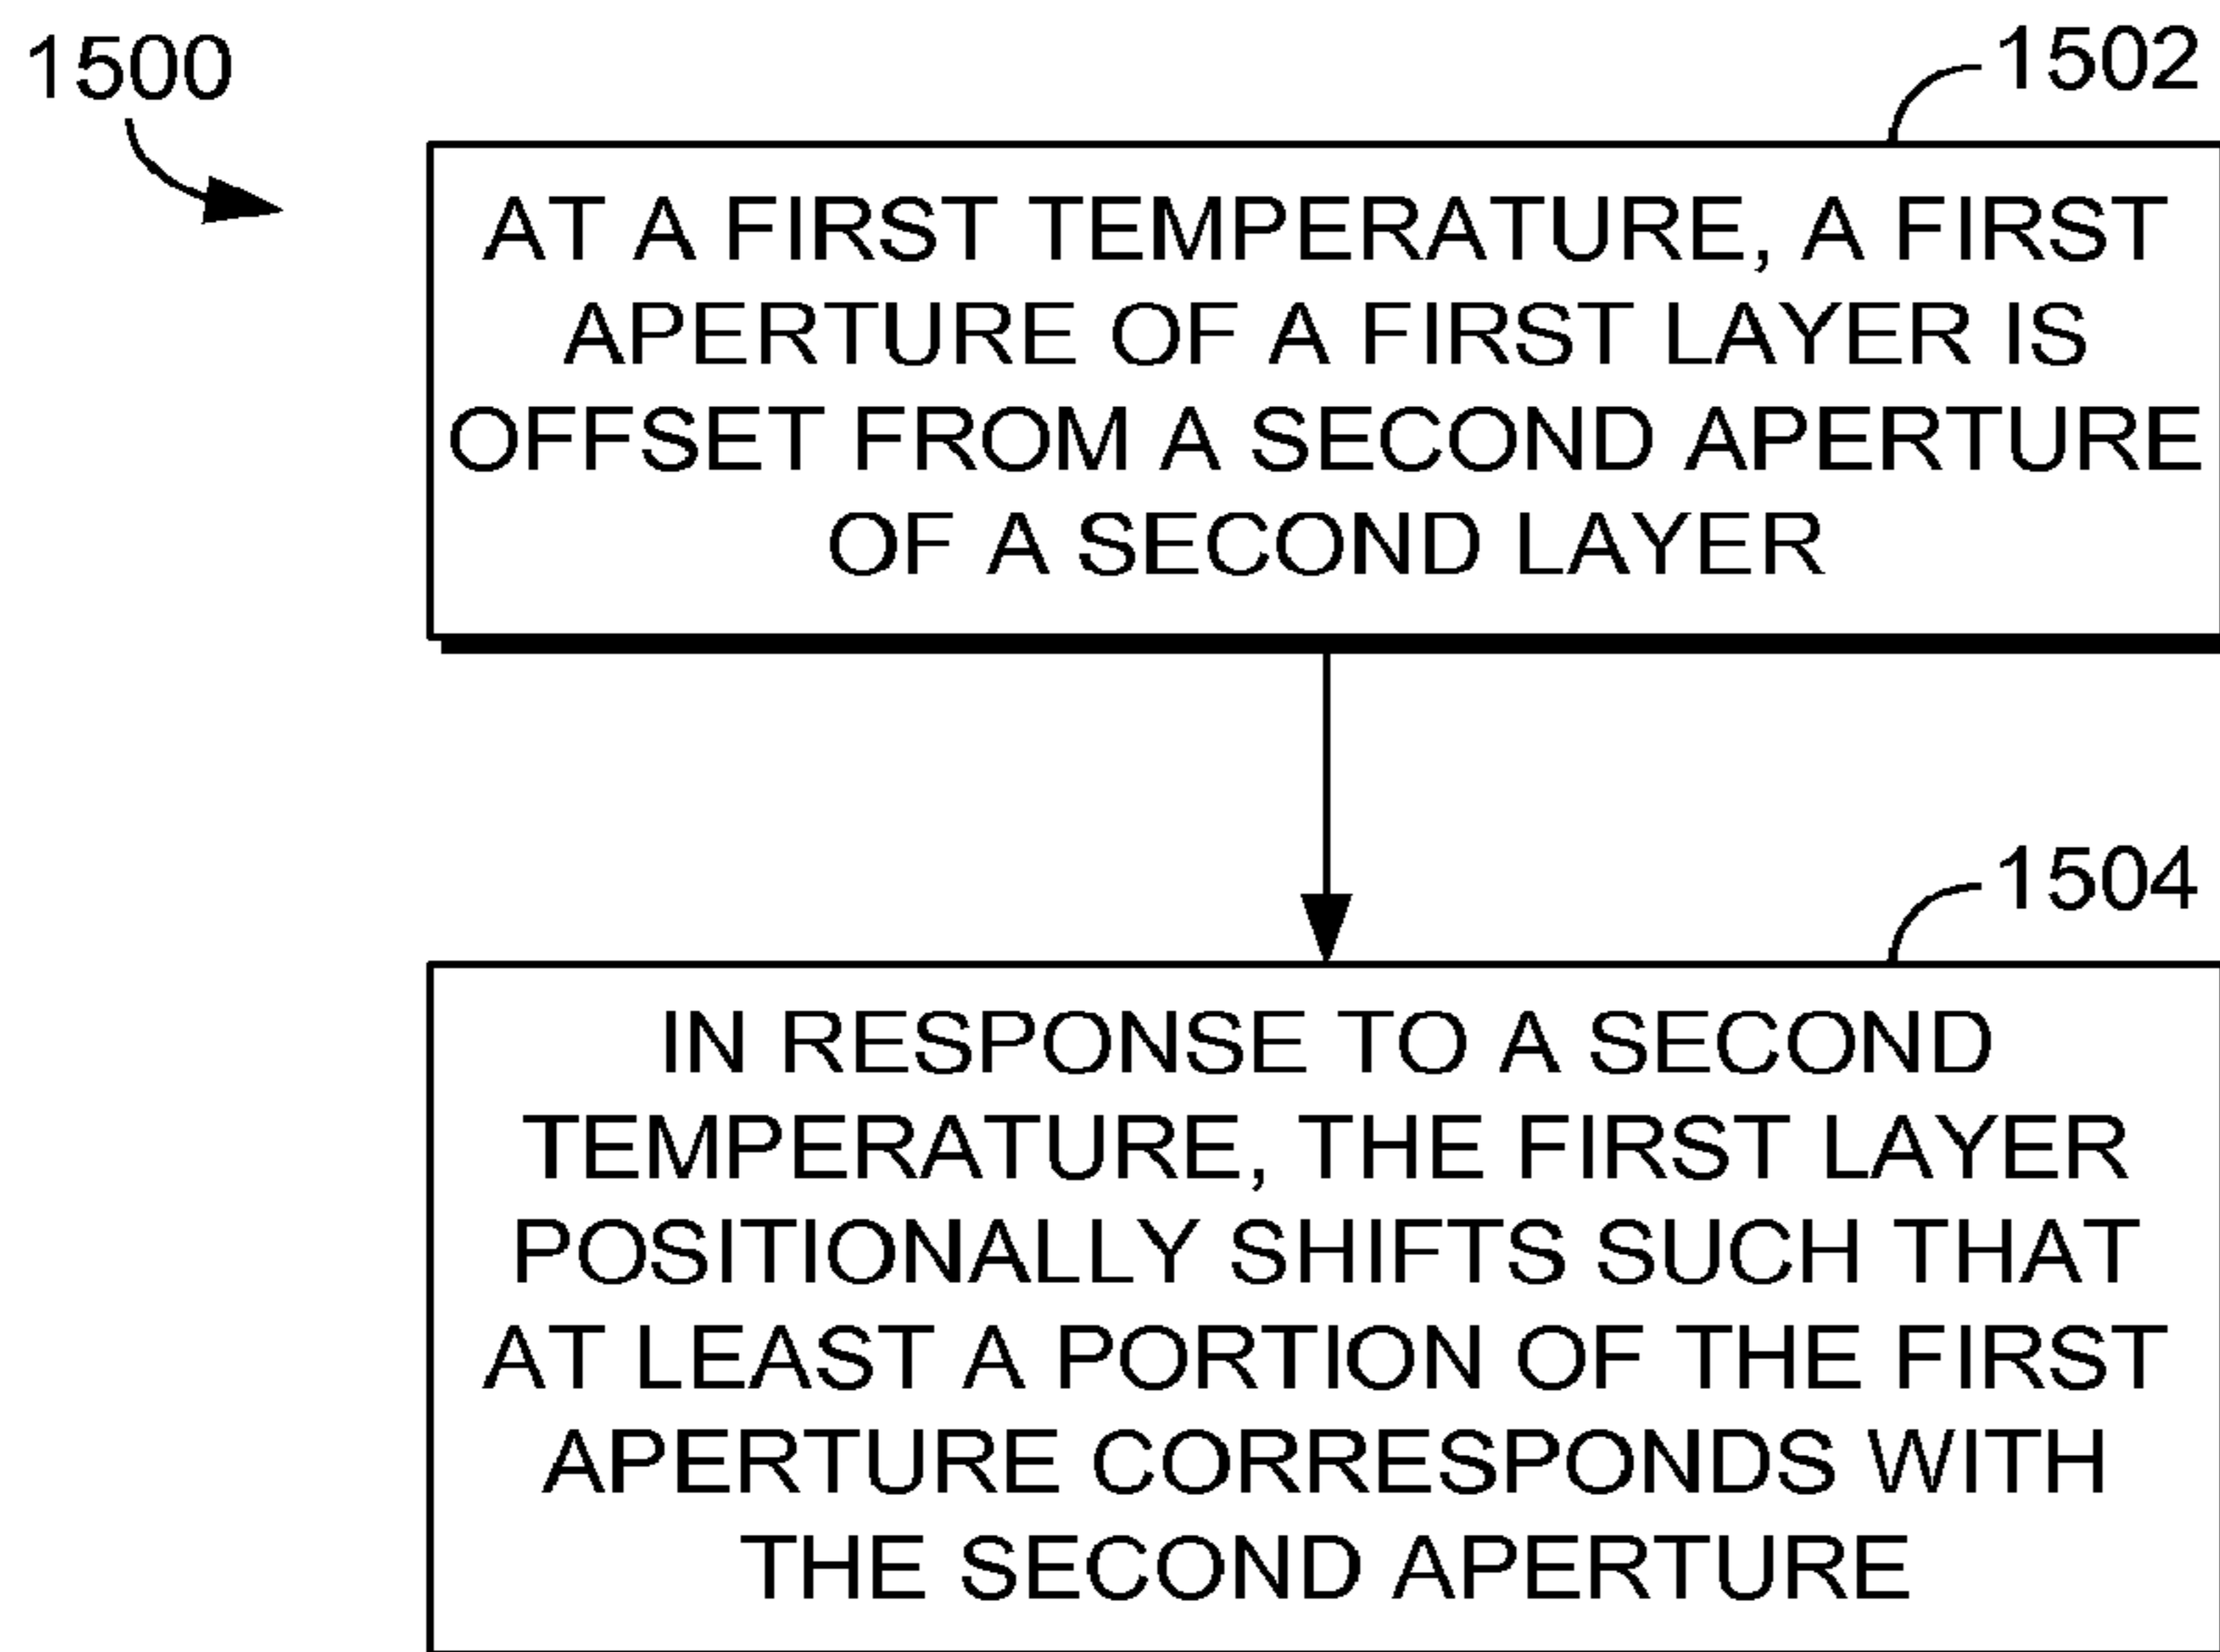 1500
1502
AT A FIRST TEMPERATURE, A FIRST
APERTURE OF A FIRST LAYER IS
OFFSET FROM A SECOND APERTURE
OF A SECOND LAYER
1504
IN RESPONSE TO A SECOND
TEMPERATURE, THE FIRST LAYER
POSITIONALLY SHIFTS SUCH THAT
AT LEAST A PORTION OF THE FIRST
APERTURE CORRESPONDS WITH
THE SECOND APERTURE